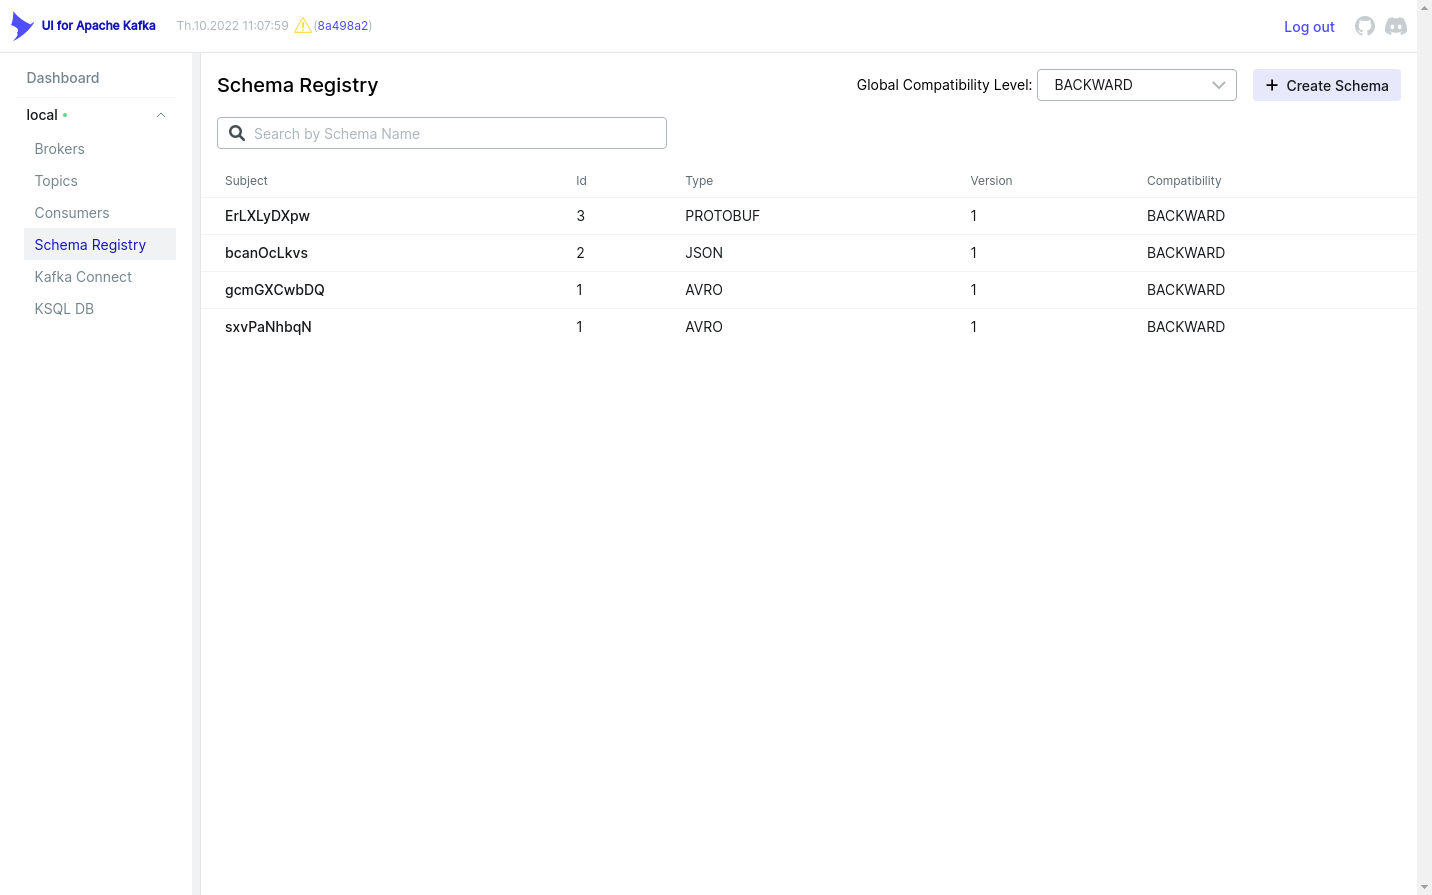 UI for Apache Kafka Th.10.2022 11:07:59 (8a498a2) Log out
Dashboard
local
Brokers
Topics
Consumers
Schema Registry
Kafka Connect
KSQL DB
Schema Registry Global Compatibility Level: BACKWARD Create Schema
Search by Schema Name
Subject Id Type Version Compatibility
ErLXLyDXpw 3 PROTOBUF 1 BACKWARD
bcanOcLkvs 2 JSON 1 BACKWARD
gcmGXCwbDQ 1 AVRO 1 BACKWARD
sxvPaNhbqN 1 AVRO 1 BACKWARD